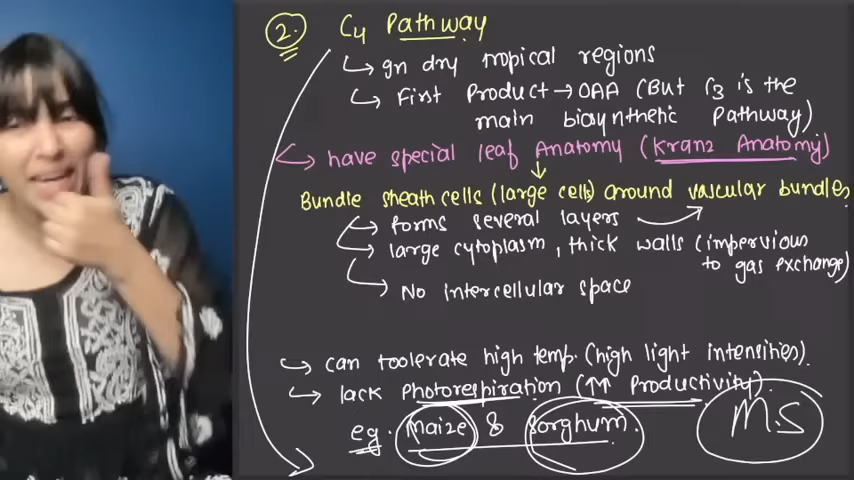 2. C4 Pathway
↳ In dry tropical regions
↳ First Product → OAA (But C3 is the
main biosynthetic Pathway)
↳ have special leaf Anatomy (Kranz Anatomy)
Bundle sheath cells (large cells) around vascular bundles
↳ forms several layers
↳ large cytoplasm, thick walls (impervious
to gas exchange)
↳ No intercellular space
↳ can toolerate high temp. (high light intensities).
↳ lack Photorespiration (↑↑ Productivity).
eg. Maize & Sorghum.
M.S